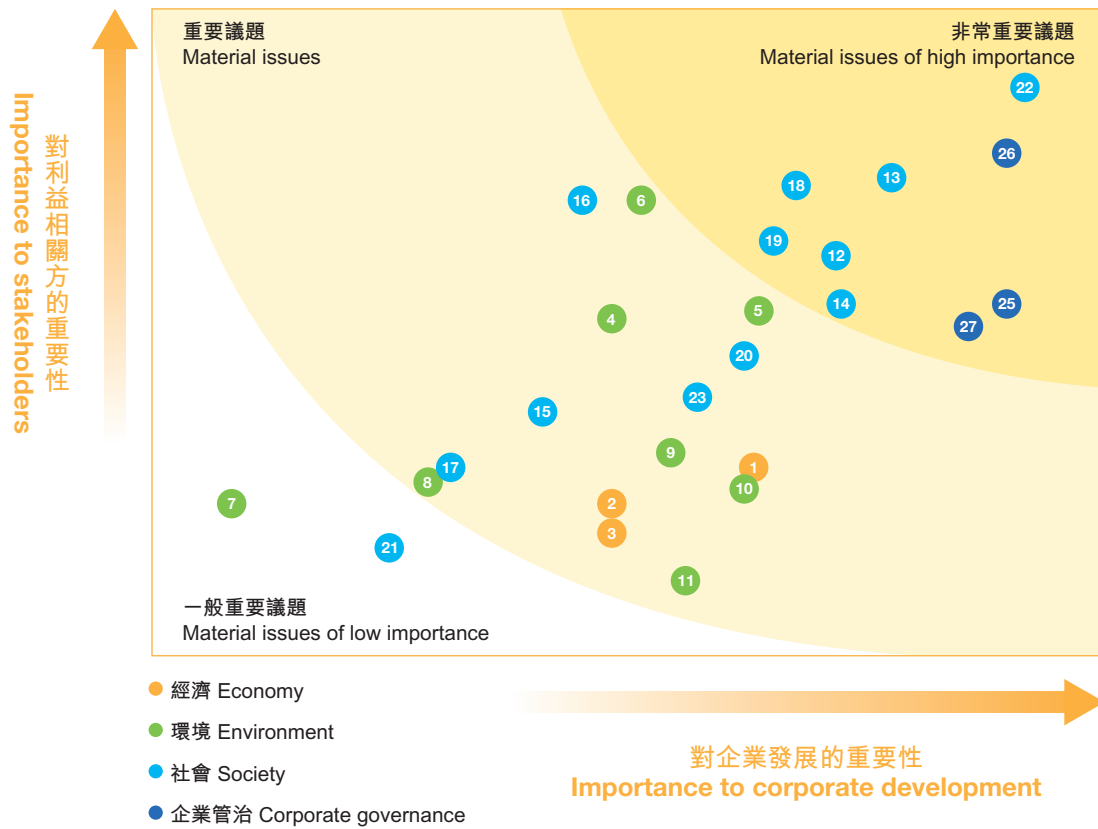 重要議題
Material issues
非常重要議題
Material issues of high importance
對利益相關方的重要性
Importance to stakeholders
22
26
13
18
16
6
19
12
14
25
5
4
27
20
23
15
9
17
1
8
10
7
2
3
21
11
一般重要議題
Material issues of low importance
經濟 Economy
環境 Environment
社會 Society
企業管治 Corporate governance
對企業發展的重要性
Importance to corporate development